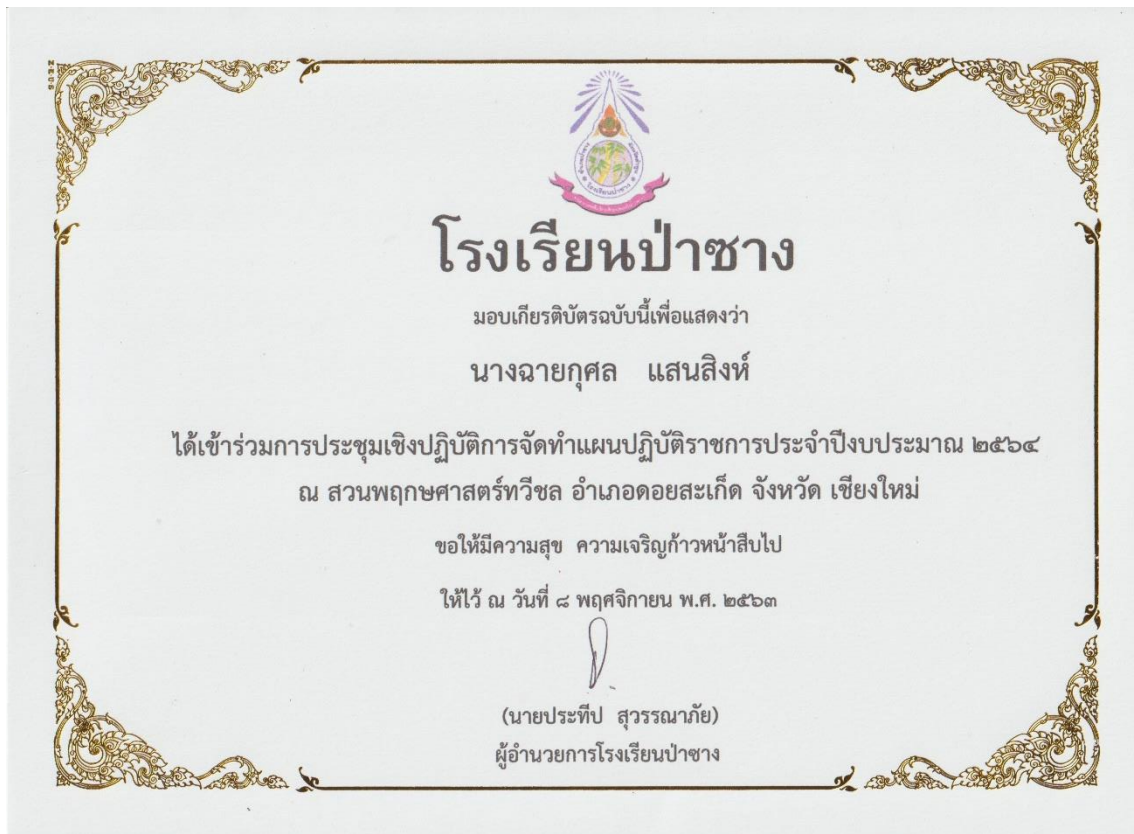 โรงเรียนป่าซาง
มอบเกียรติบัตรฉบับนี้เพื่อแสดงว่า
นางฉายกุศล แสนสิงห์
ได้เข้าร่วมการประชุมเชิงปฏิบัติการจัดทำแผนปฏิบัติราชการประจำปีงบประมาณ ๒๕๖๔
ณ สวนพฤกษศาสตร์ทวีชล อำเภอดอยสะเก็ด จังหวัด เชียงใหม่
ขอให้มีความสุข ความเจริญก้าวหน้าสืบไป
ให้ไว้ ณ วันที่ ๘ พฤศจิกายน พ.ศ. ๒๕๖๓
(นายประทีป สุวรรณาภัย)
ผู้อำนวยการโรงเรียนป่าซาง